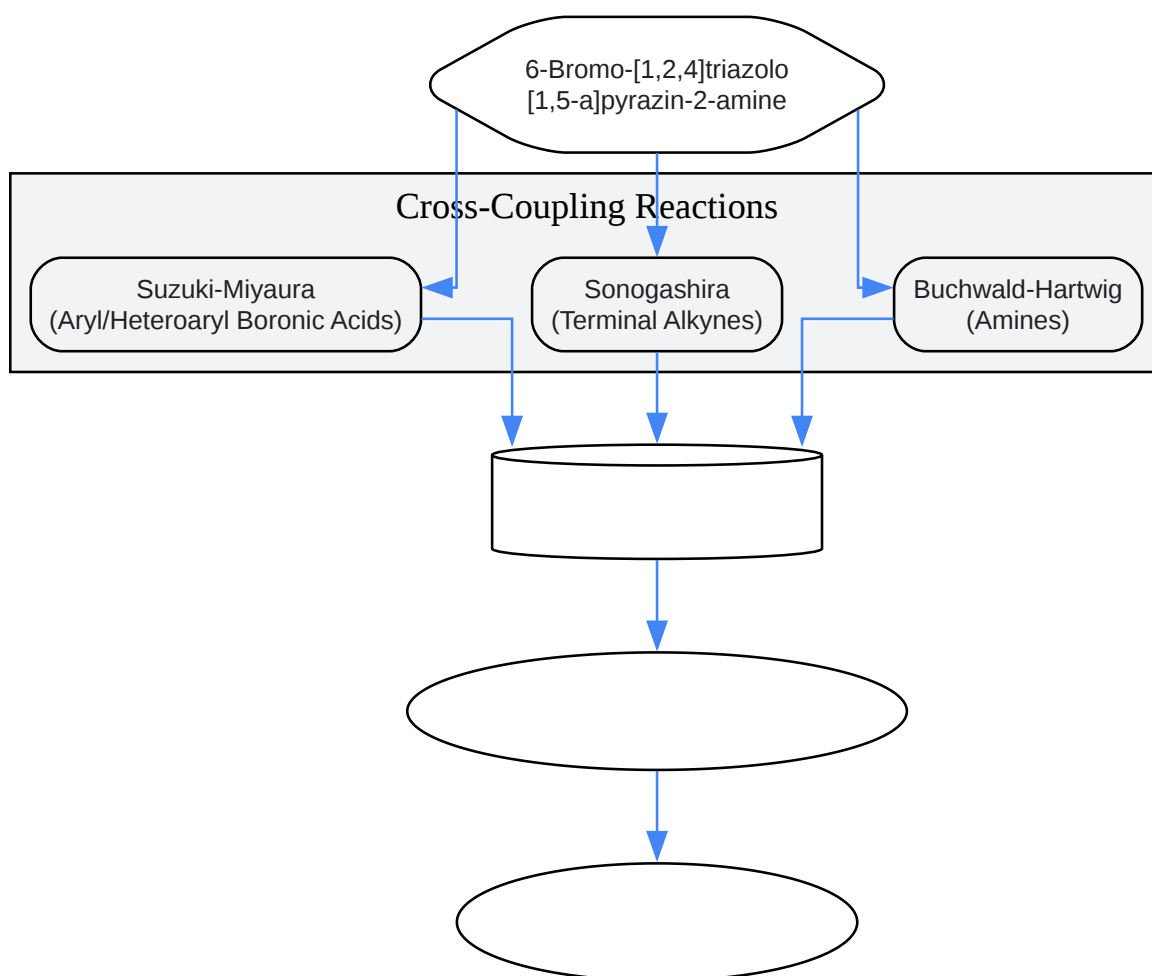 6-Bromo-[1,2,4]triazolo
[1,5-a]pyrazin-2-amine
Cross-Coupling Reactions
Suzuki-Miyaura
(Aryl/Heteroaryl Boronic Acids)
Sonogashira
(Terminal Alkynes)
Buchwald-Hartwig
(Amines)